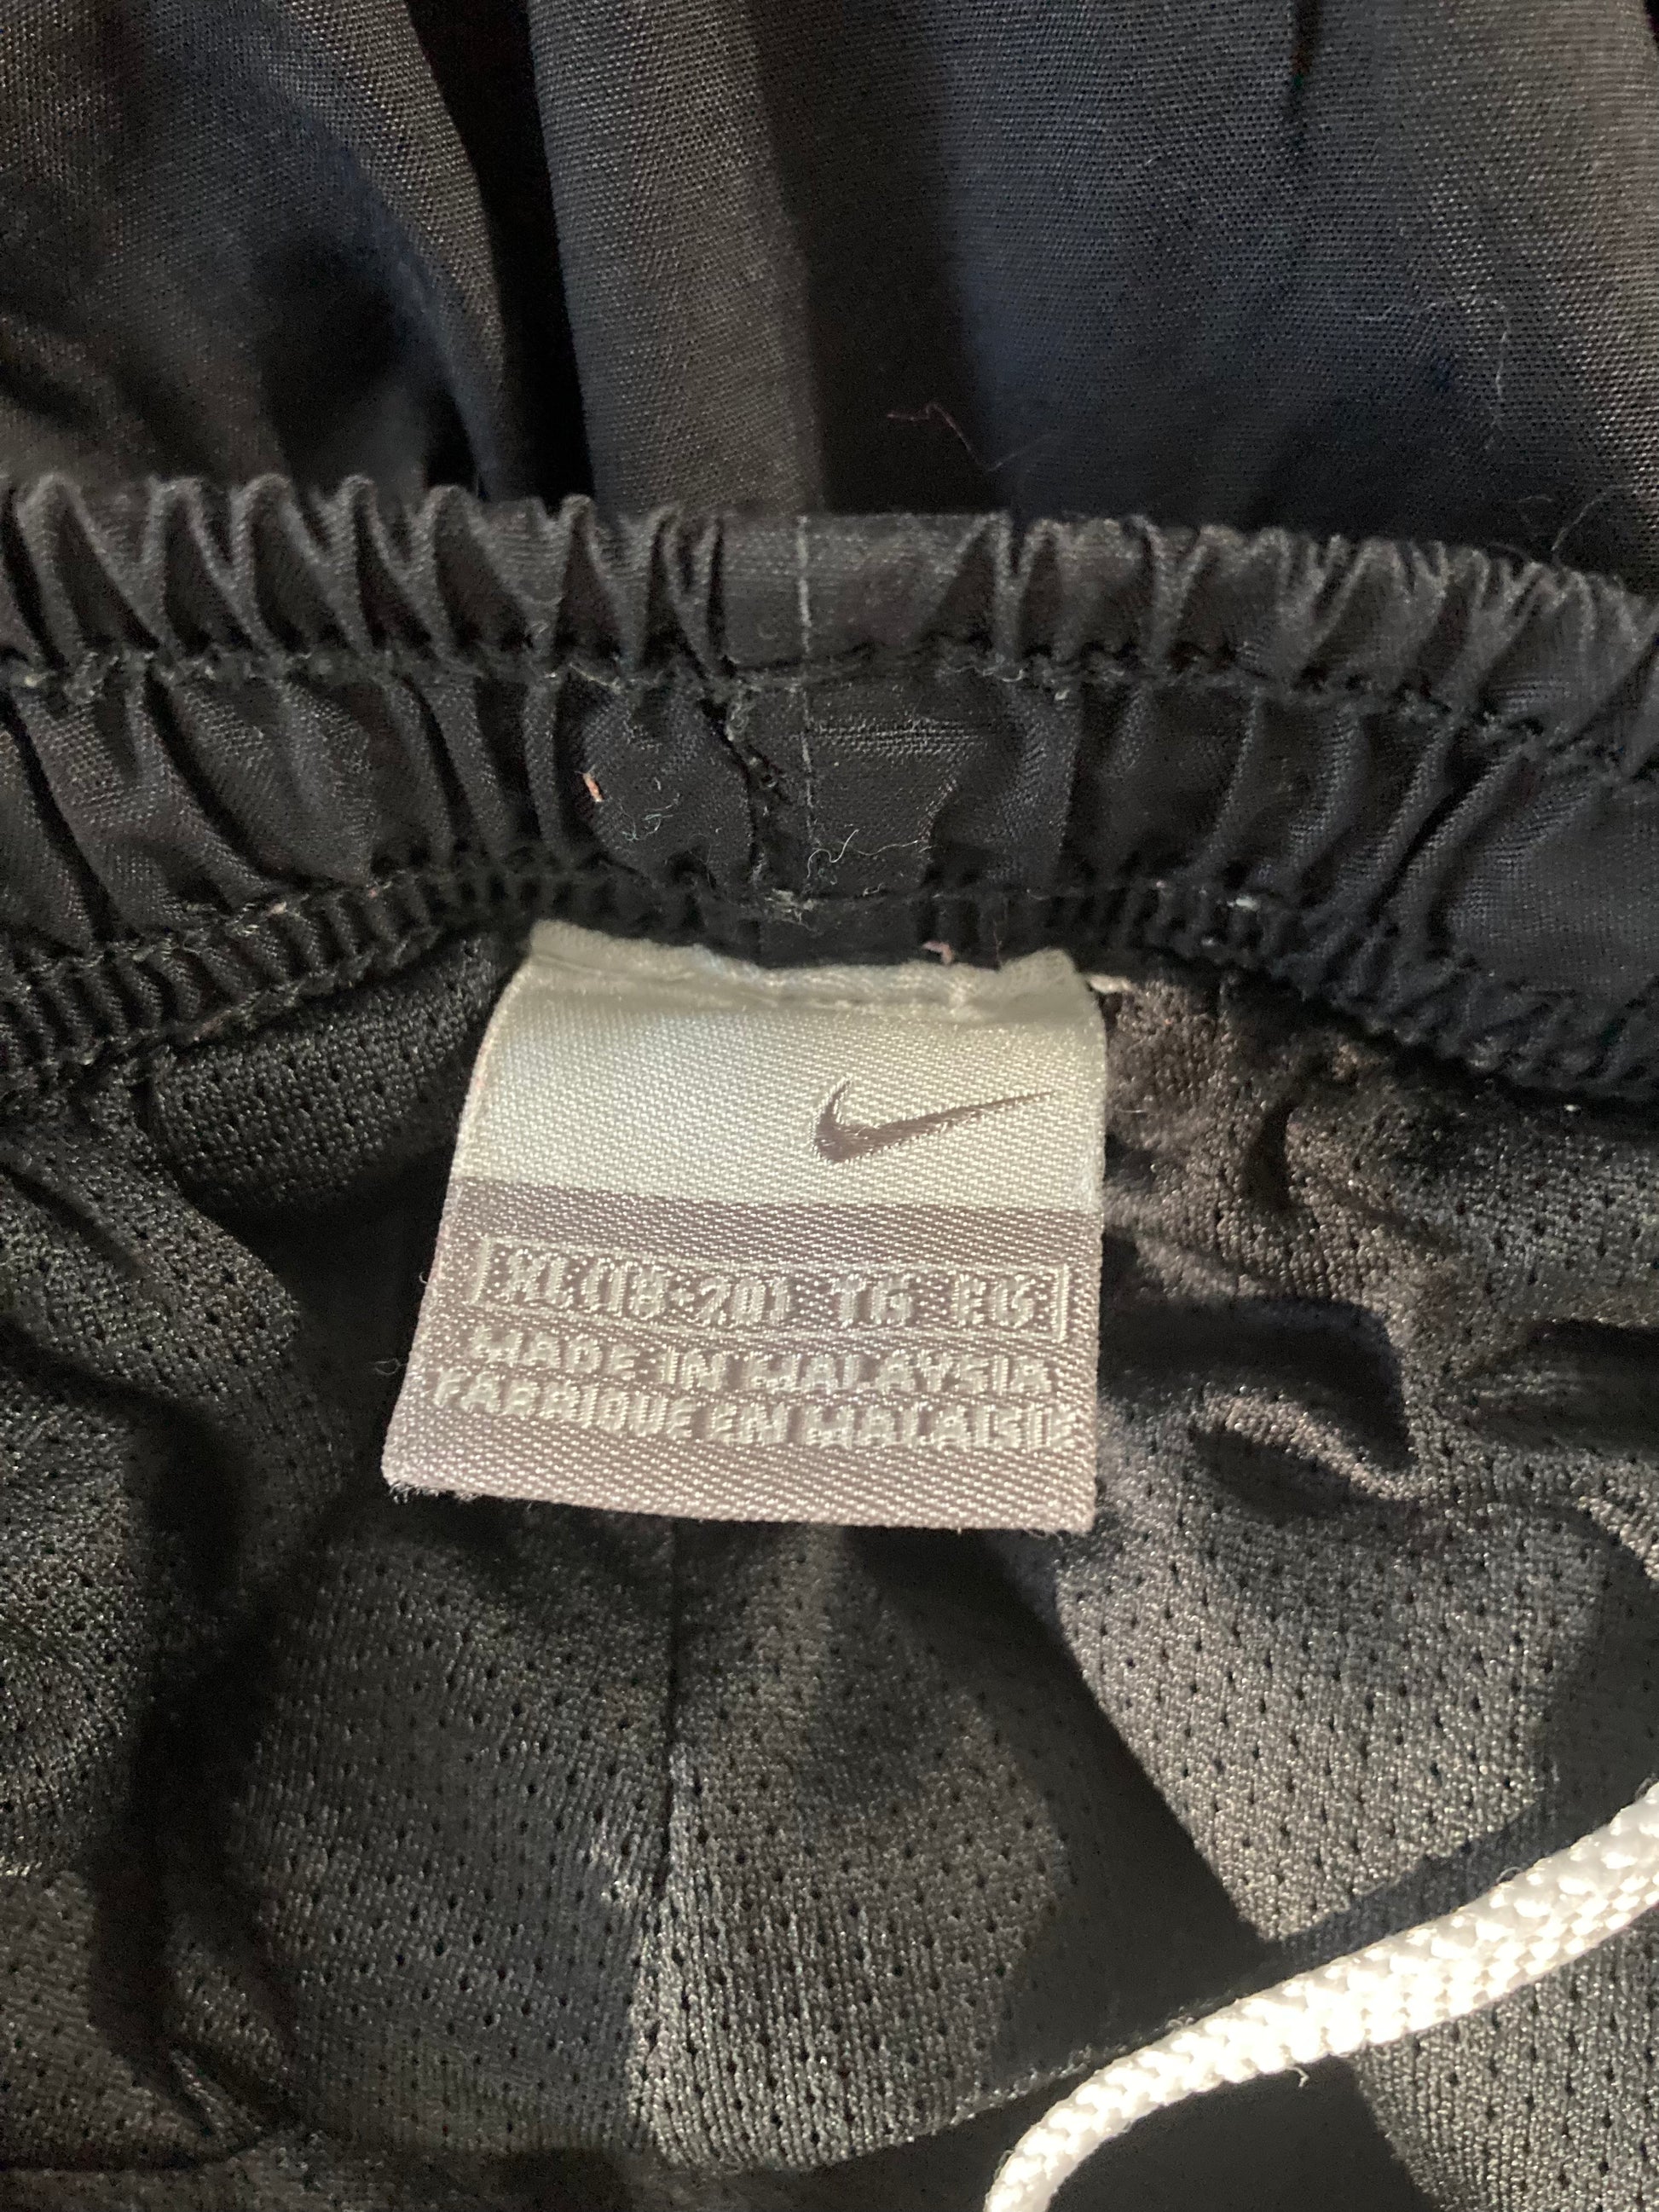 XL(18-20) TG EG
MADE IN MALAYSIA
FABRIQUE EN MALAISIE